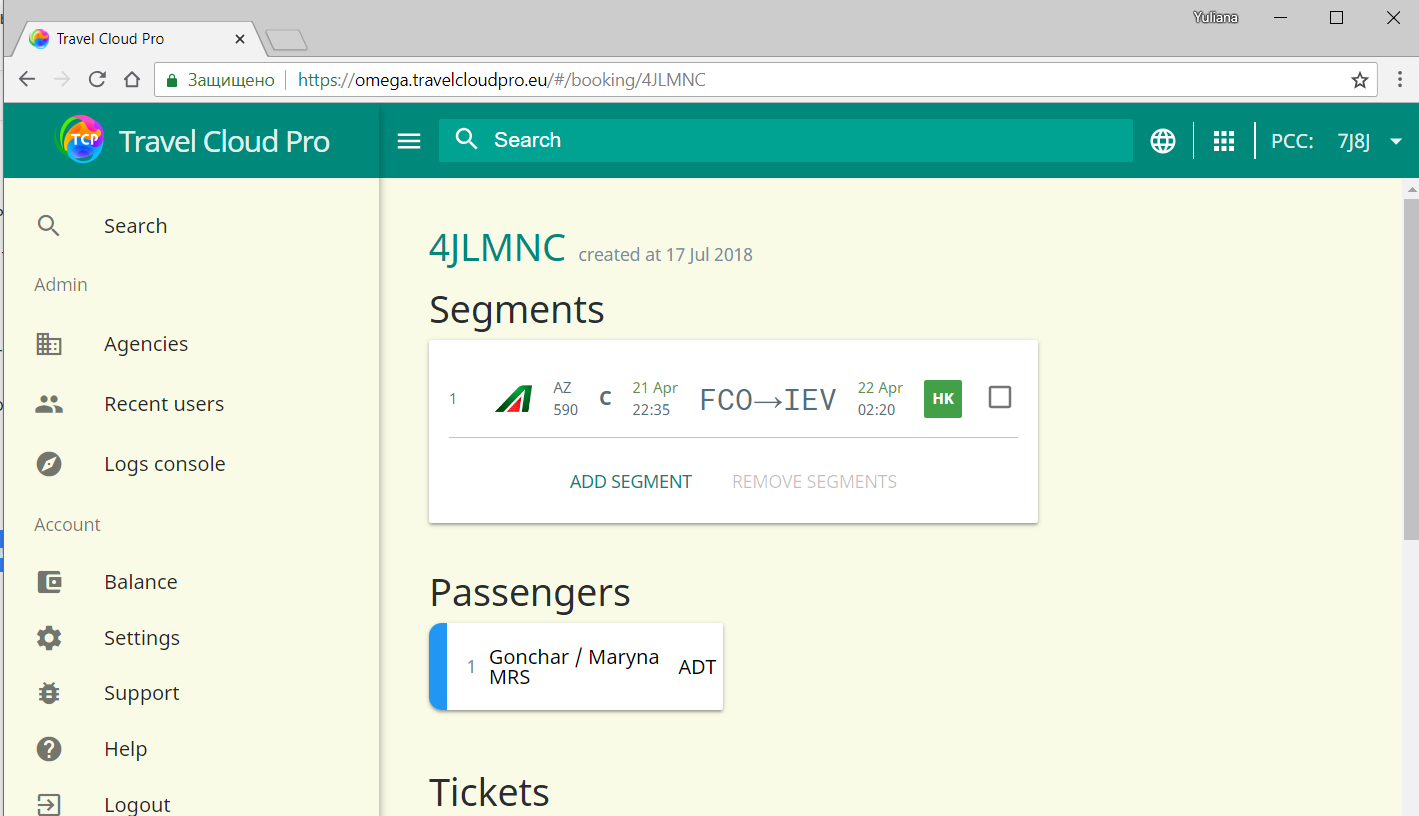 Yuliana
Travel Cloud Pro
Защищено
https://omega.travelcloudpro.eu/#/booking/4JLMNC
TCP
Travel Cloud Pro
Search
PCC: 7J8J
Search
Admin
Agencies
Recent users
Logs console
Account
Balance
Settings
Support
Help
Logout
4JLMNC created at 17 Jul 2018
Segments
1
AZ
590
C
21 Apr
22:35
FCO→IEV
22 Apr
02:20
HK
ADD SEGMENT REMOVE SEGMENTS
Passengers
1
Gonchar / Maryna
MRS
ADT
Tickets